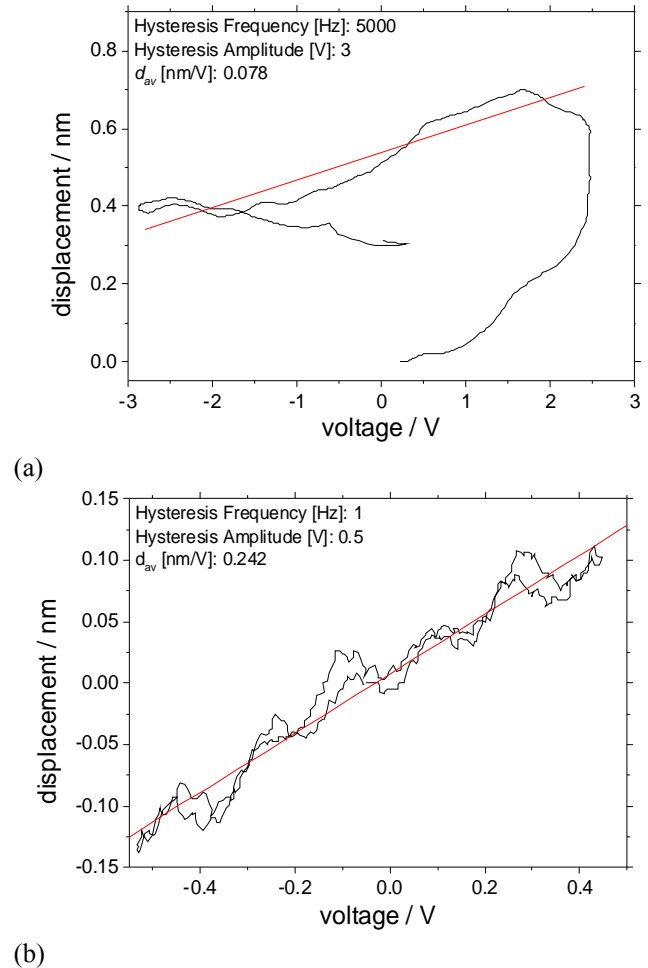 Hysteresis Frequency [Hz]: 5000
Hysteresis Amplitude [V]: 3
d_av [nm/V]: 0.078
0.8
0.6
0.4
0.2
0.0
displacement / nm
-3 -2 -1 0 1 2 3
voltage / V
(a)
Hysteresis Frequency [Hz]: 1
Hysteresis Amplitude [V]: 0.5
d_av [nm/V]: 0.242
0.15
0.10
0.05
0.00
-0.05
-0.10
-0.15
displacement / nm
-0.4 -0.2 0.0 0.2 0.4
voltage / V
(b)